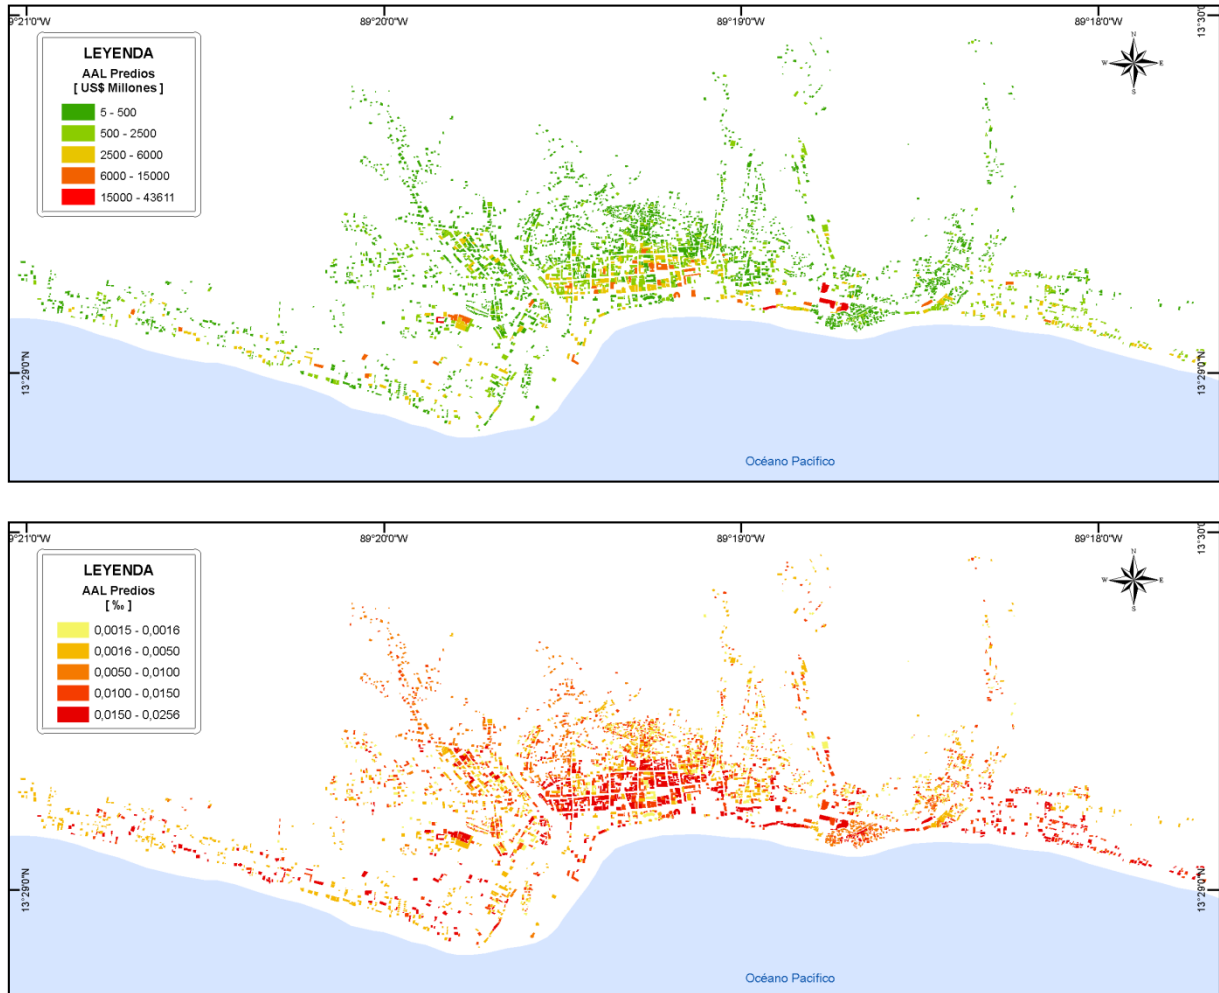 9°21'0"W
89°20'0"W
89°19'0"W
89°18'0"W
13°30'0
LEYENDA
AAL Predios
[ US$ Millones ]
5 - 500
500 - 2500
2500 - 6000
6000 - 15000
15000 - 43611
N
W
E
S
13°29'0"N
13°29'0"N
Océano Pacífico
9°21'0"W
89°20'0"W
89°19'0"W
89°18'0"W
13°30'0
LEYENDA
AAL Predios
[ ‰ ]
0,0015 - 0,0016
0,0016 - 0,0050
0,0050 - 0,0100
0,0100 - 0,0150
0,0150 - 0,0256
N
W
E
S
13°29'0"N
13°29'0"N
Océano Pacífico